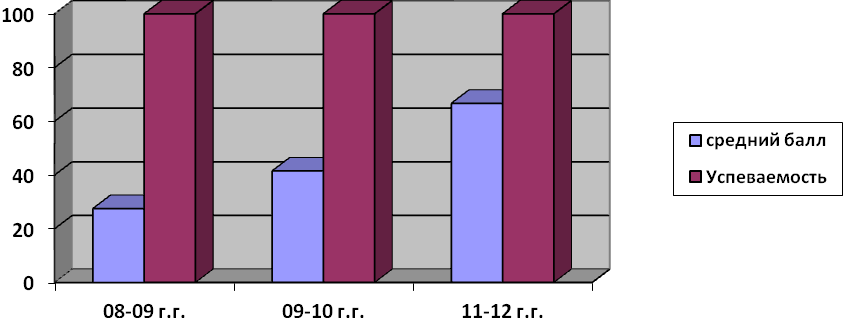 100
80
60
40
20
0
08-09 г.г.
09-10 г.г.
11-12 г.г.
средний балл
Успеваемость